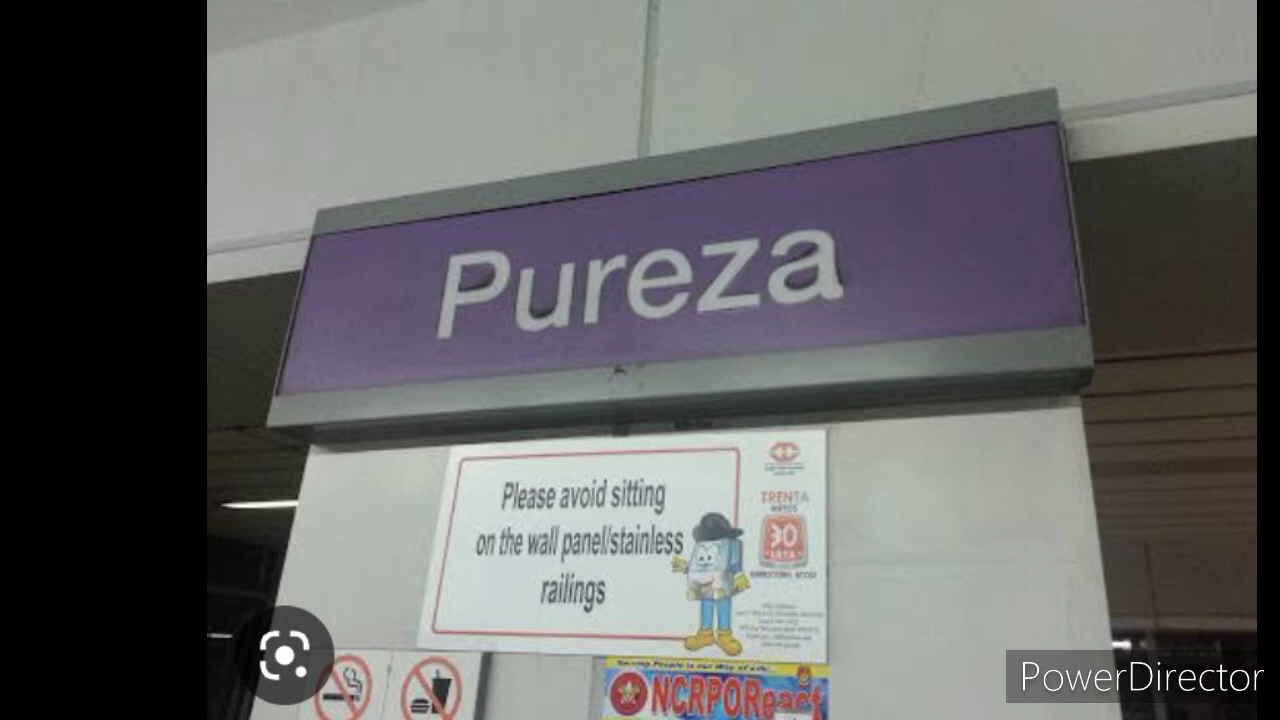 Pureza
Please avoid sitting
on the wall panel/stainless
railings
TRENTA
30
NCRPOReact
PowerDirector